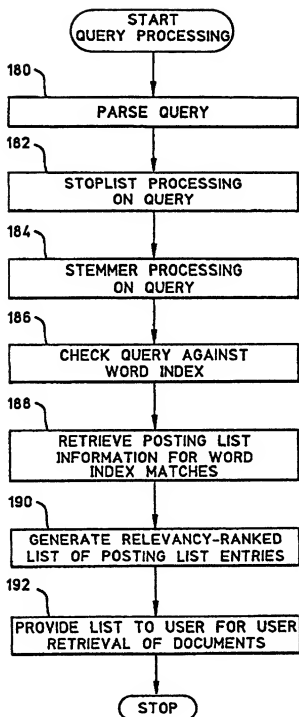 START
QUERY PROCESSING
180
PARSE QUERY
182
STOPLIST PROCESSING
ON QUERY
184
STEMMER PROCESSING
ON QUERY
186
CHECK QUERY AGAINST
WORD INDEX
188
RETRIEVE POSTING LIST
INFORMATION FOR WORD
INDEX MATCHES
190
GENERATE RELEVANCY-RANKED
LIST OF POSTING LIST ENTRIES
192
PROVIDE LIST TO USER FOR USER
RETRIEVAL OF DOCUMENTS
STOP